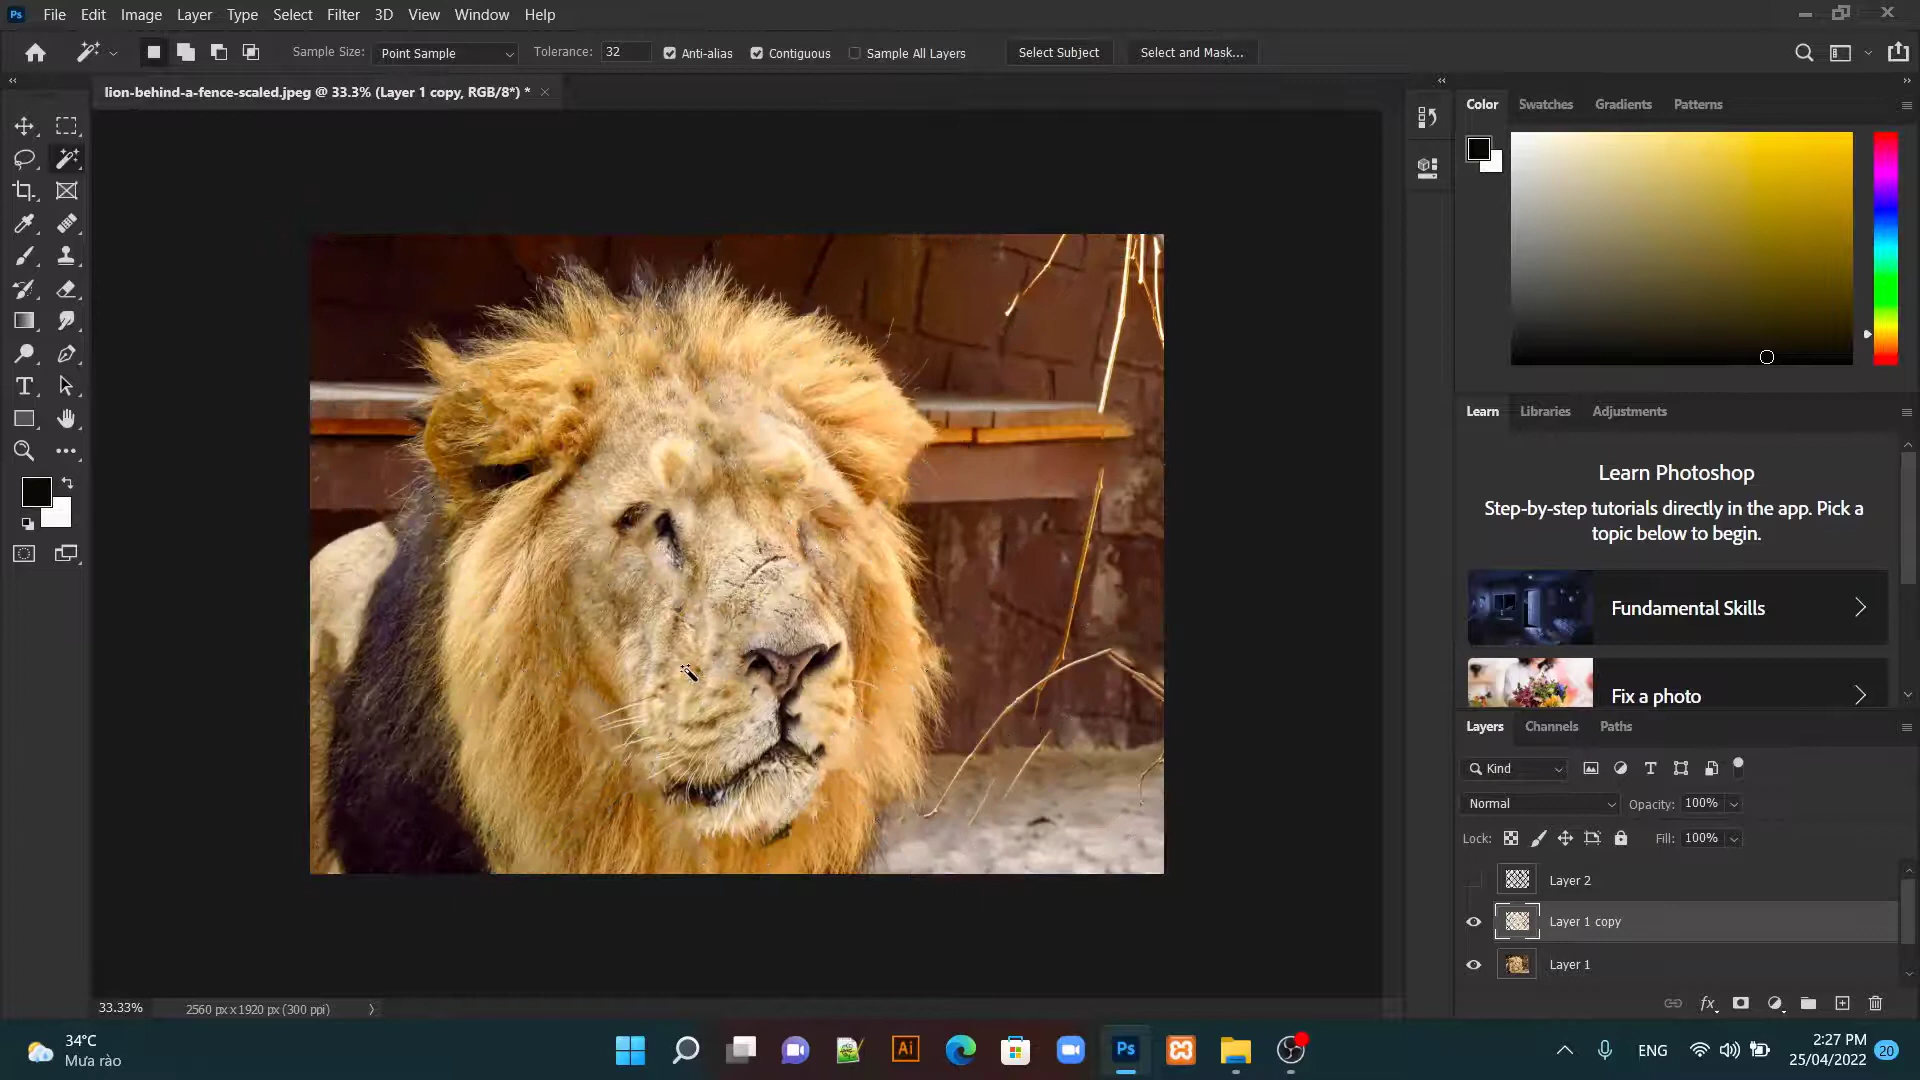 Ps File Edit Image Layer Type Select Filter 3D View Window Help
Sample Size: Point Sample Tolerance: 32 Anti-alias Contiguous Sample All Layers Select Subject Select and Mask...
lion-behind-a-fence-scaled.jpeg @ 33.3% (Layer 1 copy, RGB/8*) *
Color Swatches Gradients Patterns
Learn Libraries Adjustments
Learn Photoshop
Step-by-step tutorials directly in the app. Pick a
topic below to begin.
Fundamental Skills
Fix a photo
Layers Channels Paths
Kind
Normal Opacity: 100%
Lock: Fill: 100%
Layer 2
Layer 1 copy
Layer 1
fx
33.33% 2560 px x 1920 px (300 ppi)
34°C
Mưa rào
Ai
Ps
ENG
2:27 PM
25/04/2022
20